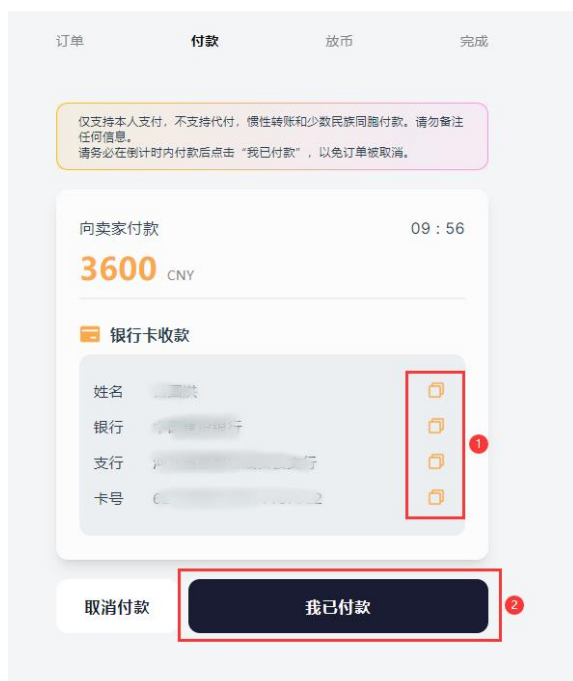 订单 付款 放币 完成
仅支持本人支付，不支持代付，惯性转账和少数民族同胞付款。请勿备注
任何信息。
请务必在倒计时内付款后点击“我已付款”，以免订单被取消。
向卖家付款 09：56
3600 CNY
银行卡收款
姓名
银行
支行
卡号
1
取消付款 我已付款 2